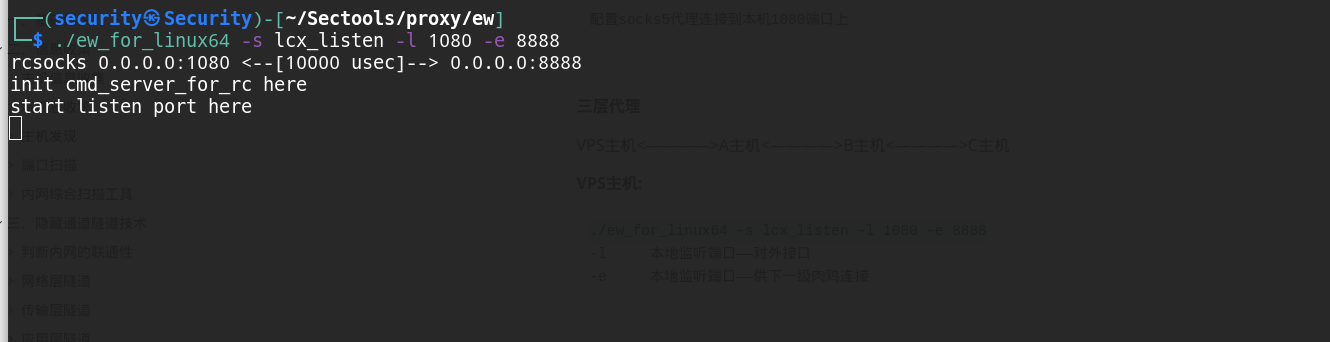 ┌──(security㉿Security)-[~/Sectools/proxy/ew]
└─$ ./ew_for_linux64 -s lcx_listen -l 1080 -e 8888
rcsocks 0.0.0.0:1080 <--[10000 usec]--> 0.0.0.0:8888
init cmd_server_for_rc here
start listen port here
配置socks5代理连接到本机1080端口上
主机发现
端口扫描
内网综合扫描工具
三、隐藏通道隧道技术
判断内网的联通性
网络层隧道
传输层隧道
应用层隧道
三层代理
VPS主机<---------->A主机<---------->B主机<---------->C主机
VPS主机:
./ew_for_linux64 -s lcx_listen -l 1080 -e 8888
-l 本地监听端口——对外接口
-e 本地监听端口——供下一级肉鸡连接